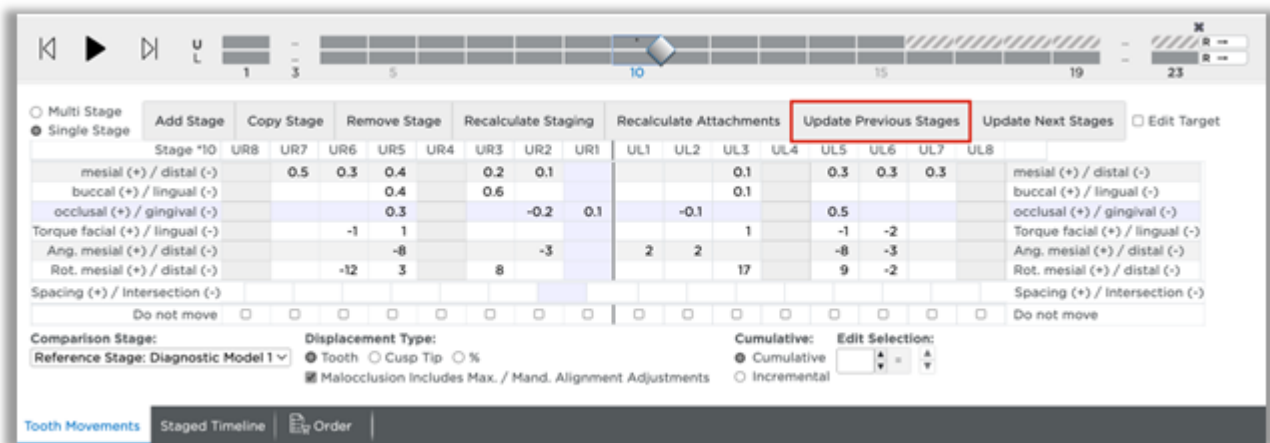 ⌘
U
L
R
R
1 – 3 5 10 15 19 – 23
Multi Stage
Single Stage
Add Stage Copy Stage Remove Stage Recalculate Staging Recalculate Attachments Update Previous Stages Update Next Stages Edit Target
Stage *10 UR8 UR7 UR6 UR5 UR4 UR3 UR2 UR1 UL1 UL2 UL3 UL4 UL5 UL6 UL7 UL8
mesial (+) / distal (-) 0.5 0.3 0.4 0.2 0.1 0.1 0.3 0.3 0.3 mesial (+) / distal (-)
buccal (+) / lingual (-) 0.4 0.6 0.1 buccal (+) / lingual (-)
occlusal (+) / gingival (-) 0.3 -0.2 0.1 -0.1 0.5 occlusal (+) / gingival (-)
Torque facial (+) / lingual (-) -1 1 1 -1 -2 Torque facial (+) / lingual (-)
Ang. mesial (+) / distal (-) -8 -3 2 2 -8 -3 Ang. mesial (+) / distal (-)
Rot. mesial (+) / distal (-) -12 3 8 17 9 -2 Rot. mesial (+) / distal (-)
Spacing (+) / Intersection (-) Spacing (+) / Intersection (-)
Do not move Do not move
Comparison Stage: Displacement Type: Cumulative: Edit Selection:
Reference Stage: Diagnostic Model 1 Tooth Cusp Tip % Cumulative =
Malocclusion Includes Max. / Mand. Alignment Adjustments Incremental
Tooth Movements Staged Timeline Order